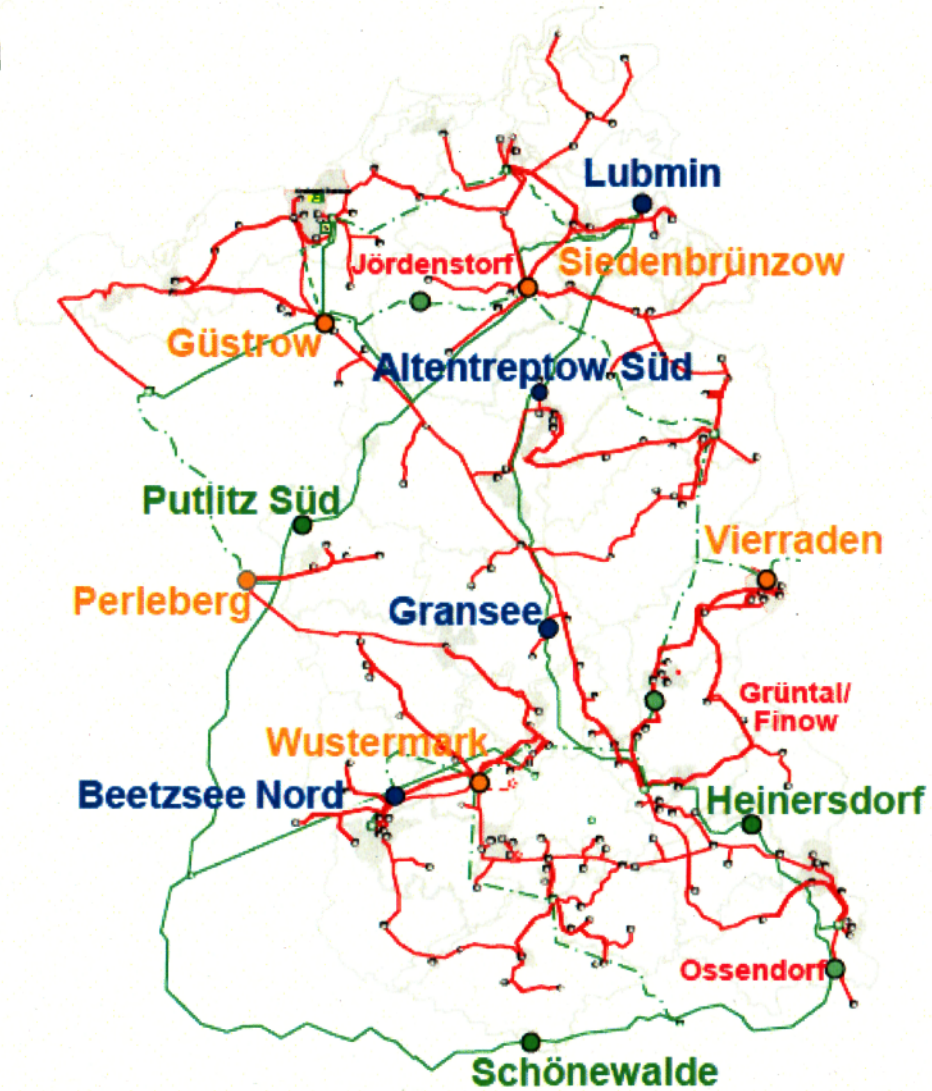 Lubmin
Jördenstorf
Siedenbrünzow
Güstrow
Altentreptow Süd
Putlitz Süd
Vierraden
Perleberg
Gransee
Grüntal/
Finow
Wustermark
Beetzsee Nord
Heinersdorf
Ossendorf
Schönewalde